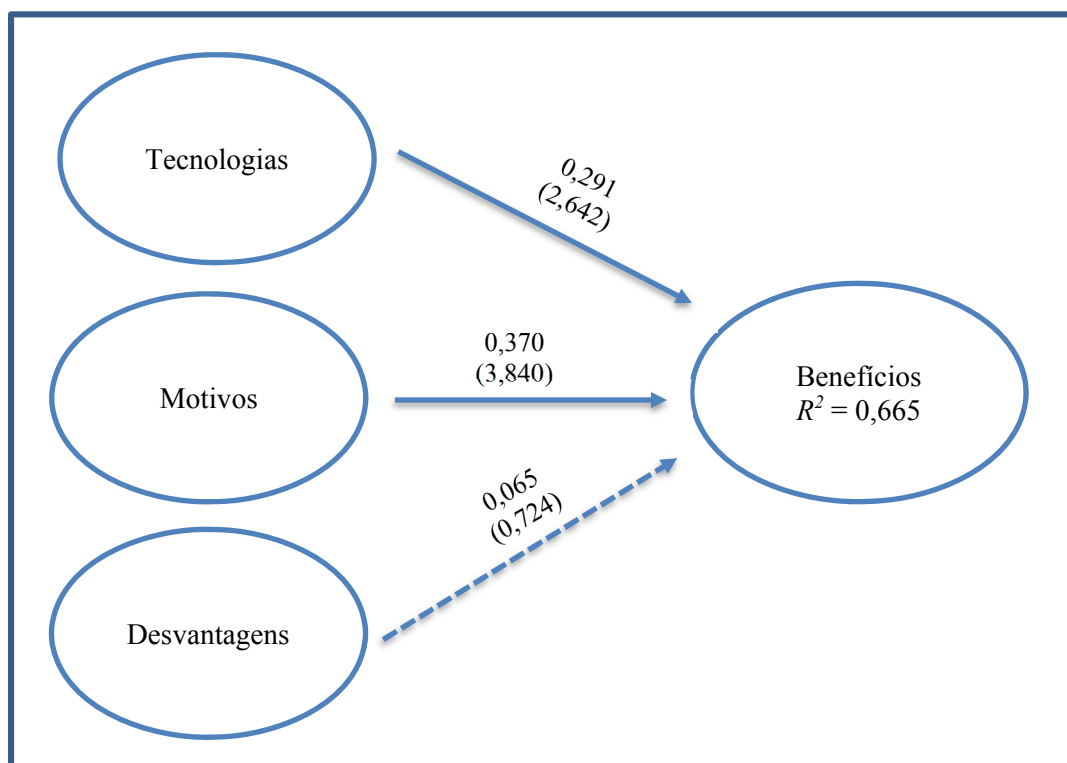 Tecnologias
0,291
(2,642)
Motivos
0,370
(3,840)
Benefícios
R² = 0,665
Desvantagens
0,065
(0,724)